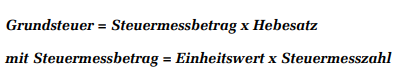 Grundsteuer = Steuermessbetrag x Hebesatz
mit Steuermessbetrag = Einheitswert x Steuermesszahl